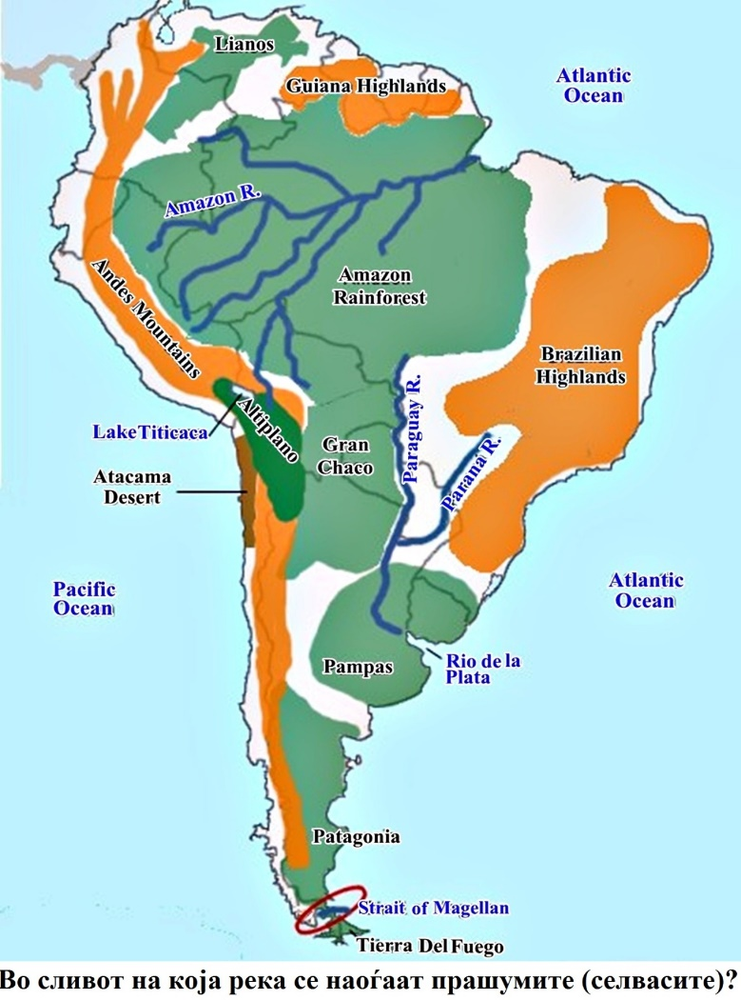 Lianos
Guiana Highlands
Atlantic
Ocean
Amazon R.
Amazon
Rainforest
Andes Mountains
Brazilian
Highlands
Paraguay R.
Lake Titicaca
Altiplano
Gran
Chaco
Parana R.
Atacama
Desert
Pacific
Ocean
Atlantic
Ocean
Rio de la
Plata
Pampas
Patagonia
Strait of Magellan
Tierra Del Fuego
Во сливот на која река се наоѓаат прашумите (селвасите)?